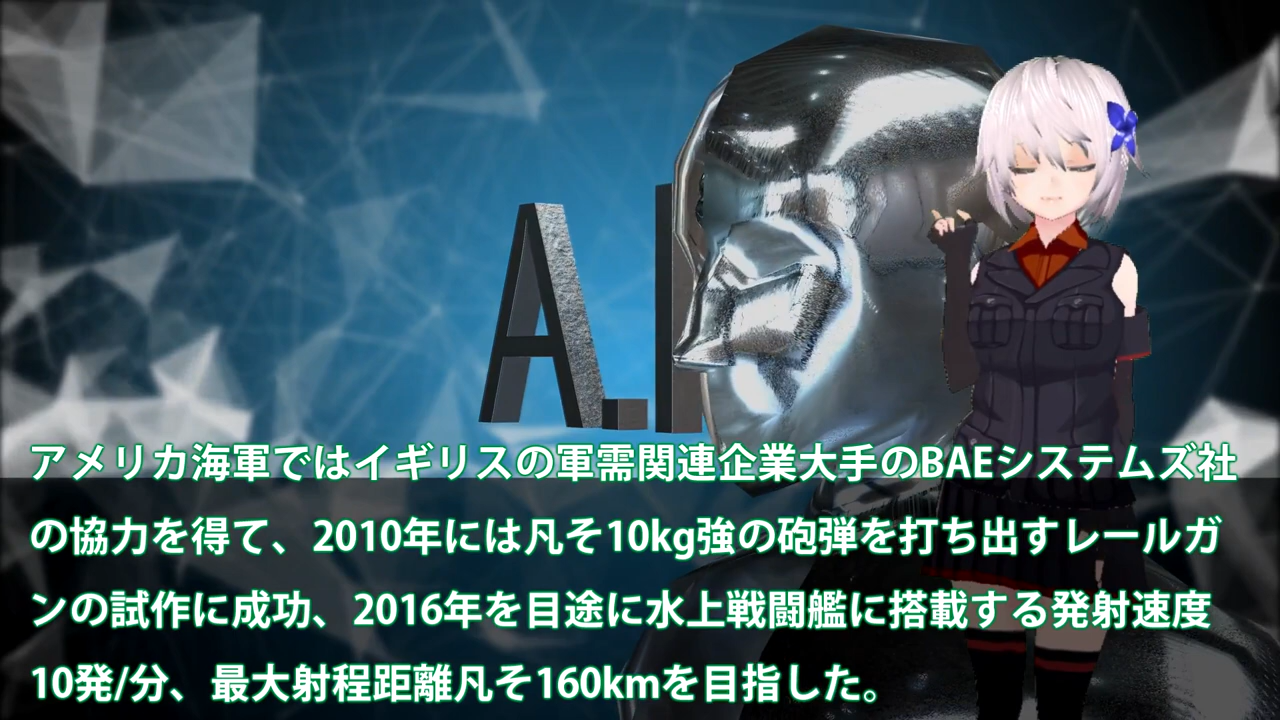 A.I
アメリカ海軍ではイギリスの軍需関連企業大手のBAEシステムズ社
の協力を得て、2010年には凡そ10kg強の砲弾を打ち出すレールガ
ンの試作に成功、2016年を目途に水上戦闘艦に搭載する発射速度
10発/分、最大射程距離凡そ160kmを目指した。